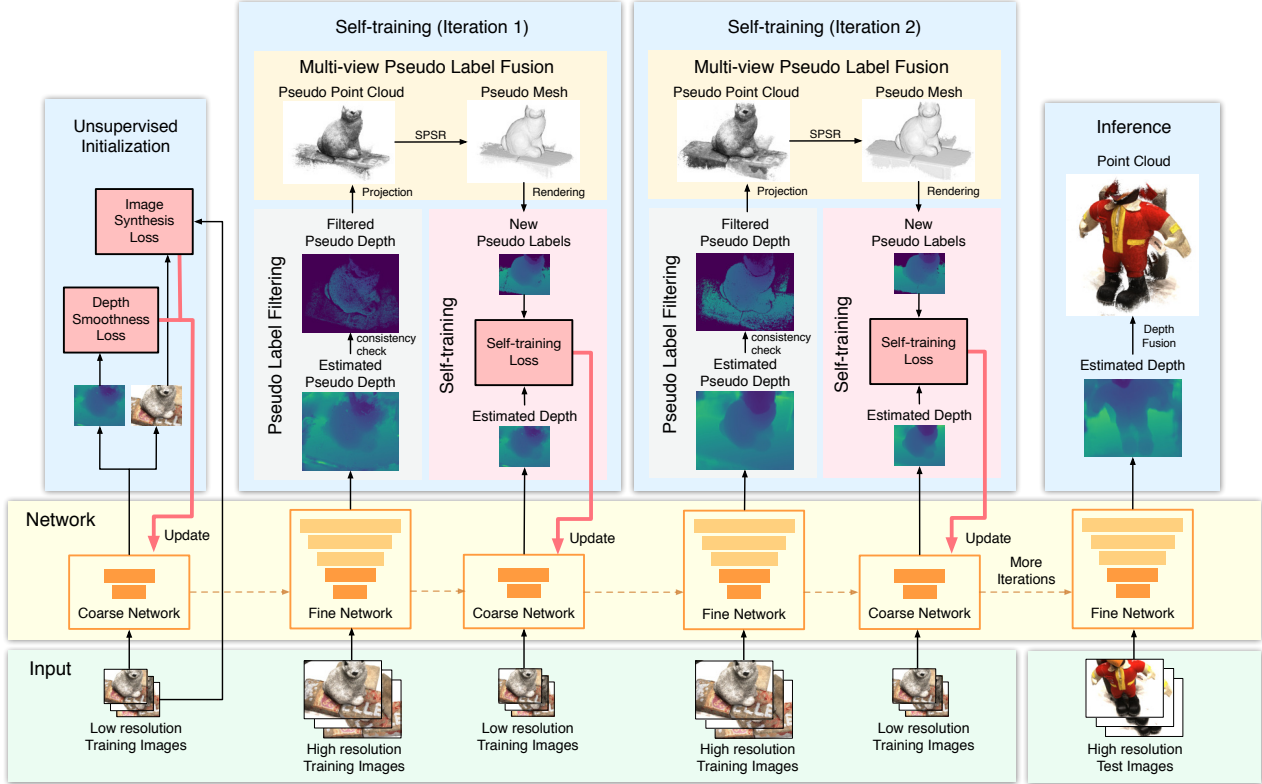 Self-training (Iteration 1)
Self-training (Iteration 2)
Multi-view Pseudo Label Fusion
Multi-view Pseudo Label Fusion
Pseudo Point Cloud
Pseudo Mesh
Pseudo Point Cloud
Pseudo Mesh
SPSR
SPSR
Unsupervised
Initialization
Inference
Point Cloud
Projection
Rendering
Projection
Rendering
Image
Synthesis
Loss
Depth
Smoothness
Loss
Pseudo Label Filtering
Filtered
Pseudo Depth
consistency
check
Estimated
Pseudo Depth
Self-training
New
Pseudo Labels
Self-training
Loss
Estimated Depth
Pseudo Label Filtering
Filtered
Pseudo Depth
consistency
check
Estimated
Pseudo Depth
Self-training
New
Pseudo Labels
Self-training
Loss
Estimated Depth
Depth
Fusion
Estimated Depth
Network
Update
Update
Update
More
Iterations
Coarse Network
Fine Network
Coarse Network
Fine Network
Coarse Network
Fine Network
Input
Low resolution
Training Images
High resolution
Training Images
Low resolution
Training Images
High resolution
Training Images
Low resolution
Training Images
High resolution
Test Images